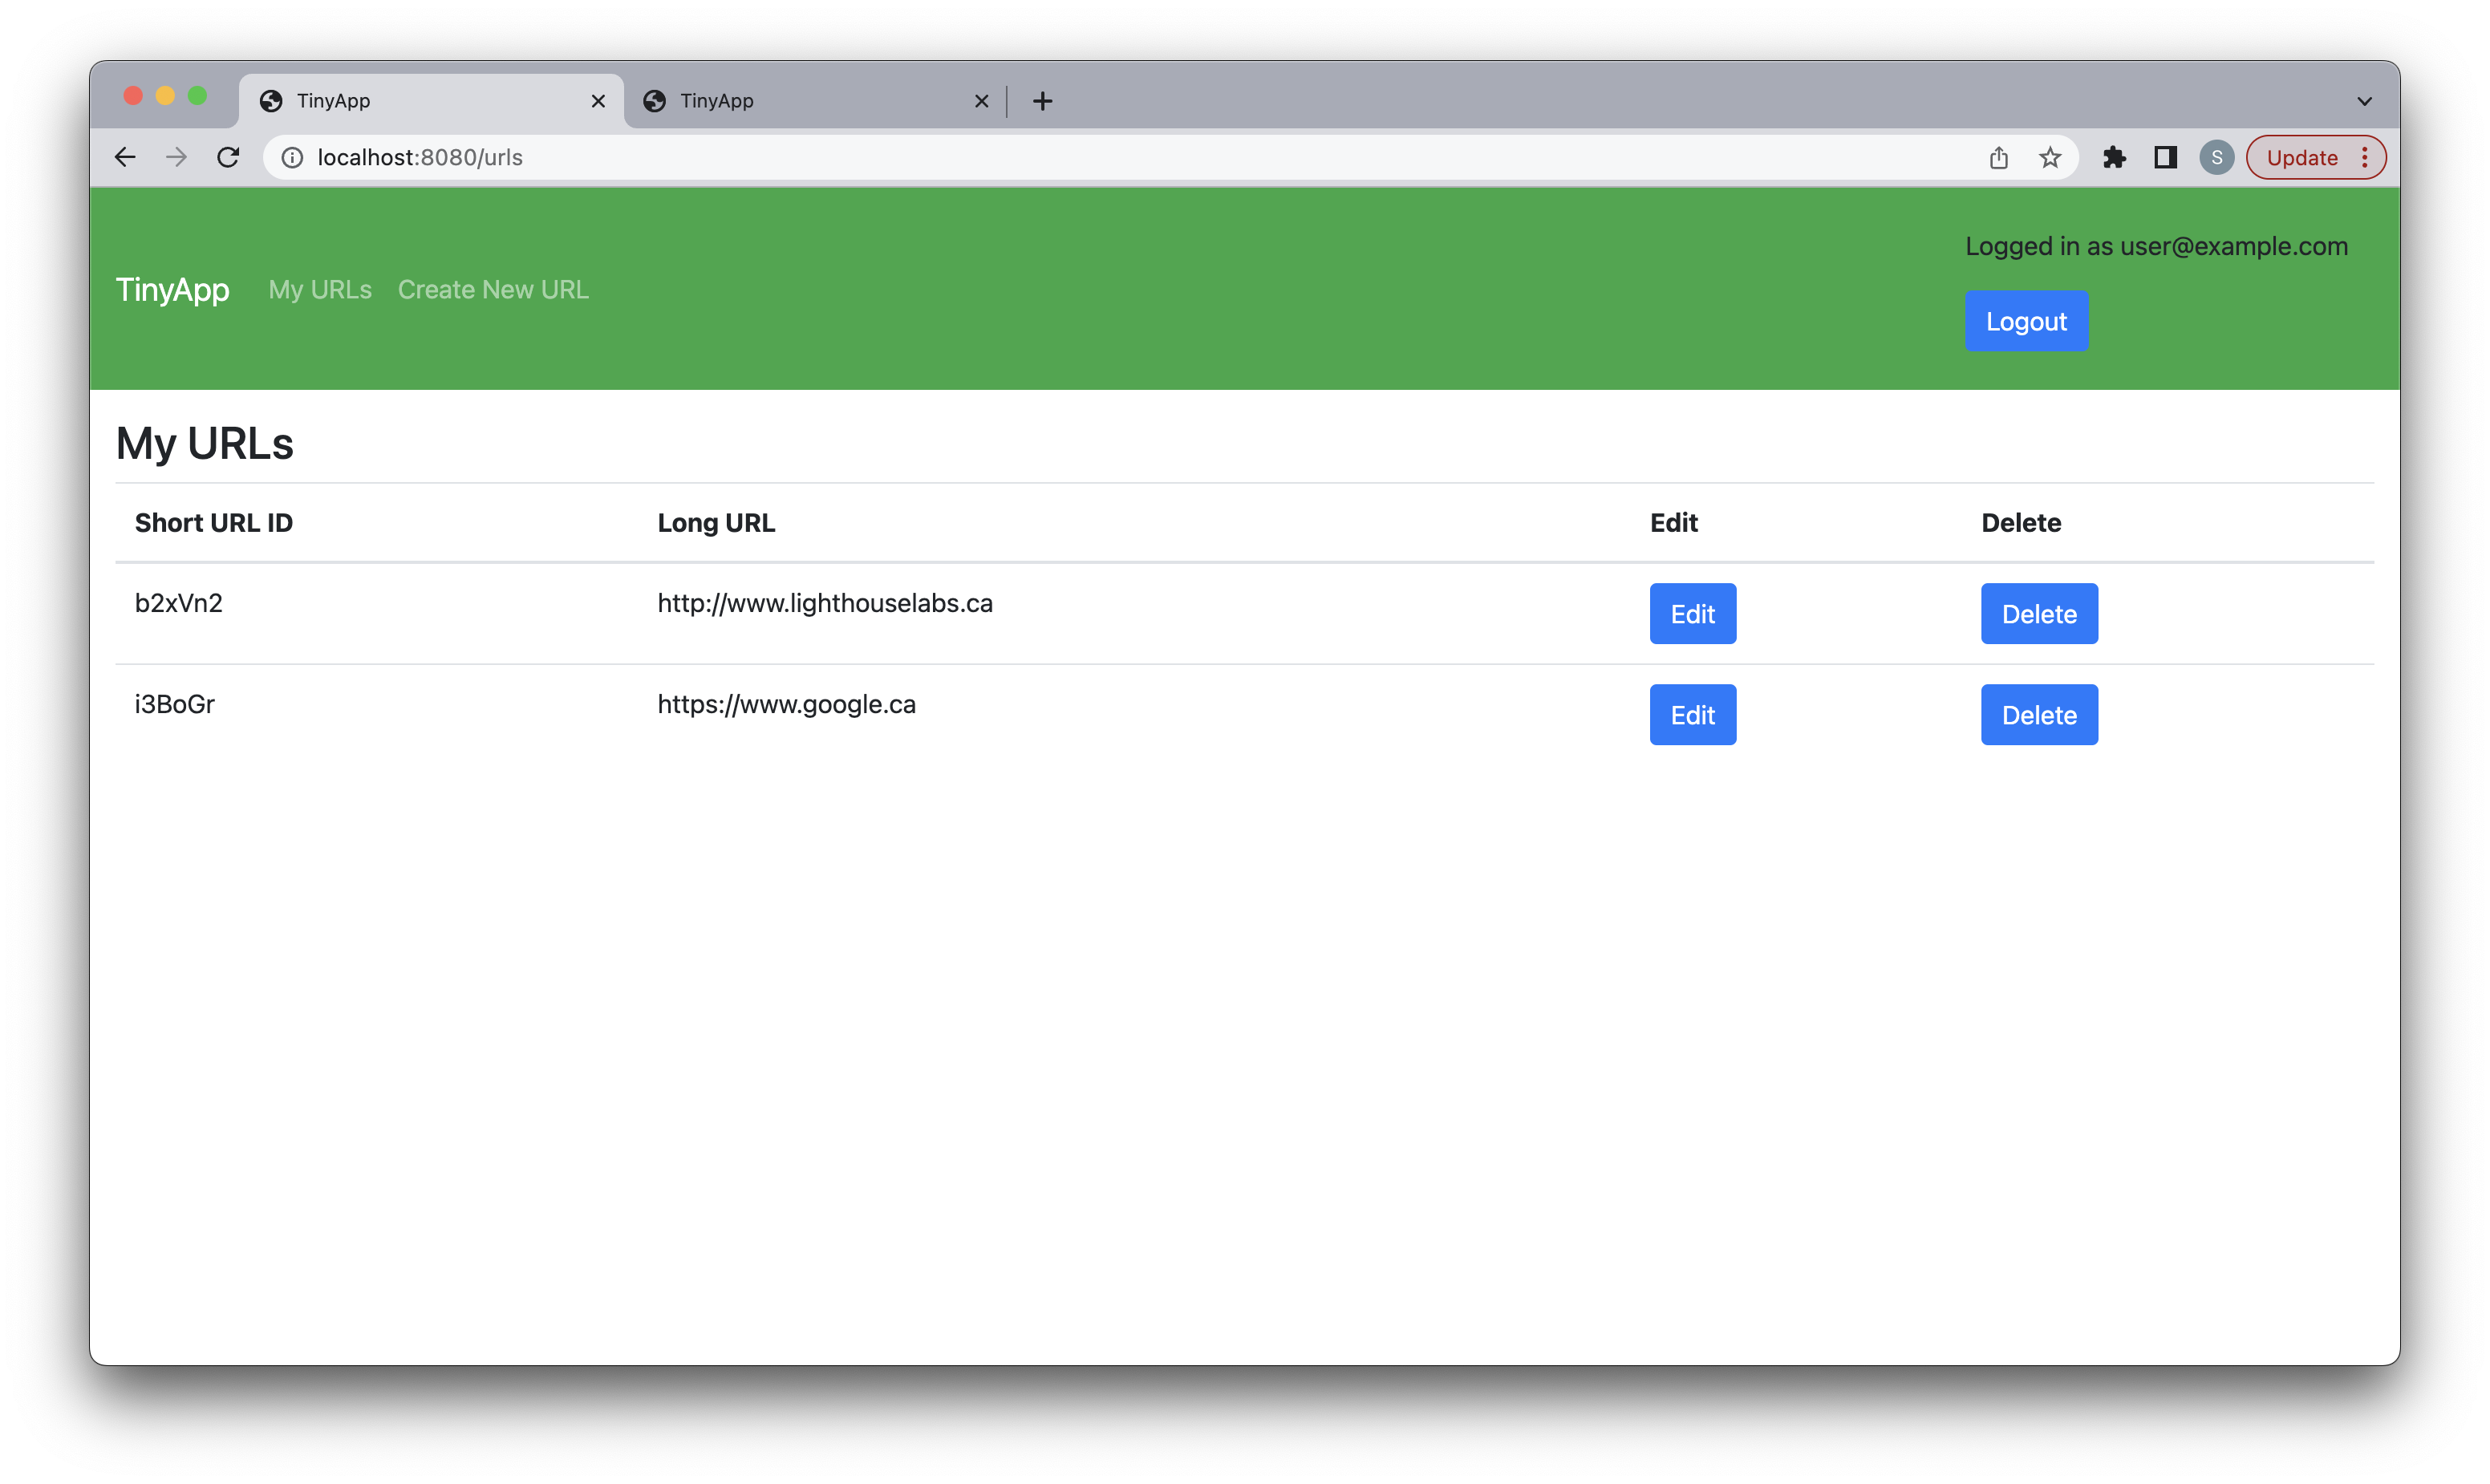 TinyApp
TinyApp
localhost:8080/urls
S
Update
Logged in as user@example.com
TinyApp My URLs Create New URL
Logout
My URLs
Short URL ID Long URL Edit Delete
b2xVn2 http://www.lighthouselabs.ca Edit Delete
i3BoGr https://www.google.ca Edit Delete